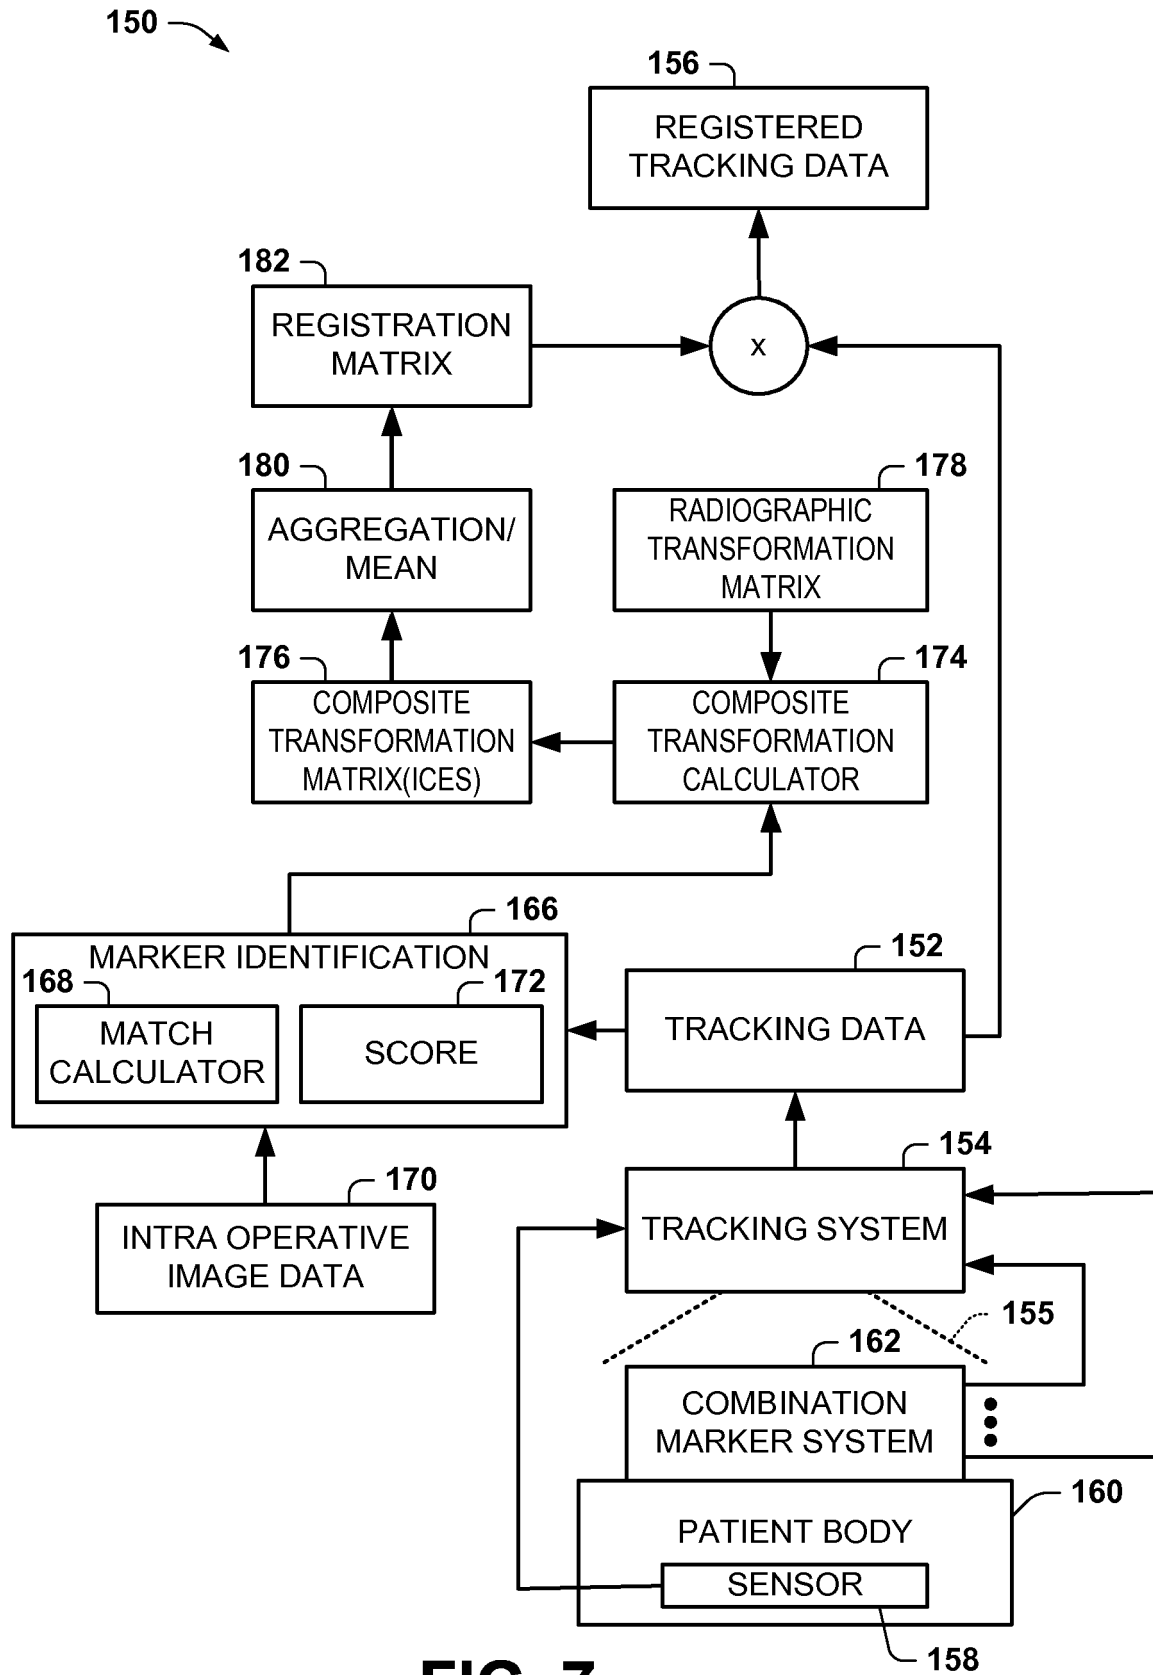 150
156
REGISTERED
TRACKING DATA
182
REGISTRATION
MATRIX
x
180
AGGREGATION/
MEAN
178
RADIOGRAPHIC
TRANSFORMATION
MATRIX
176
COMPOSITE
TRANSFORMATION
MATRIX(ICES)
174
COMPOSITE
TRANSFORMATION
CALCULATOR
166
MARKER IDENTIFICATION
168
MATCH
CALCULATOR
172
SCORE
152
TRACKING DATA
170
INTRA OPERATIVE
IMAGE DATA
154
TRACKING SYSTEM
155
162
COMBINATION
MARKER SYSTEM
160
PATIENT BODY
SENSOR
158
FIG. 7